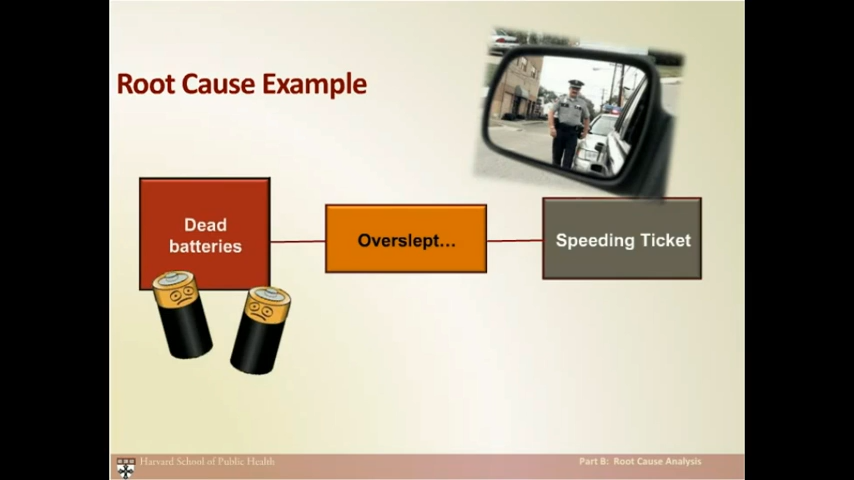 Root Cause Example
Dead
batteries
Overslept...
Speeding Ticket
Harvard School of Public Health
Part B: Root Cause Analysis